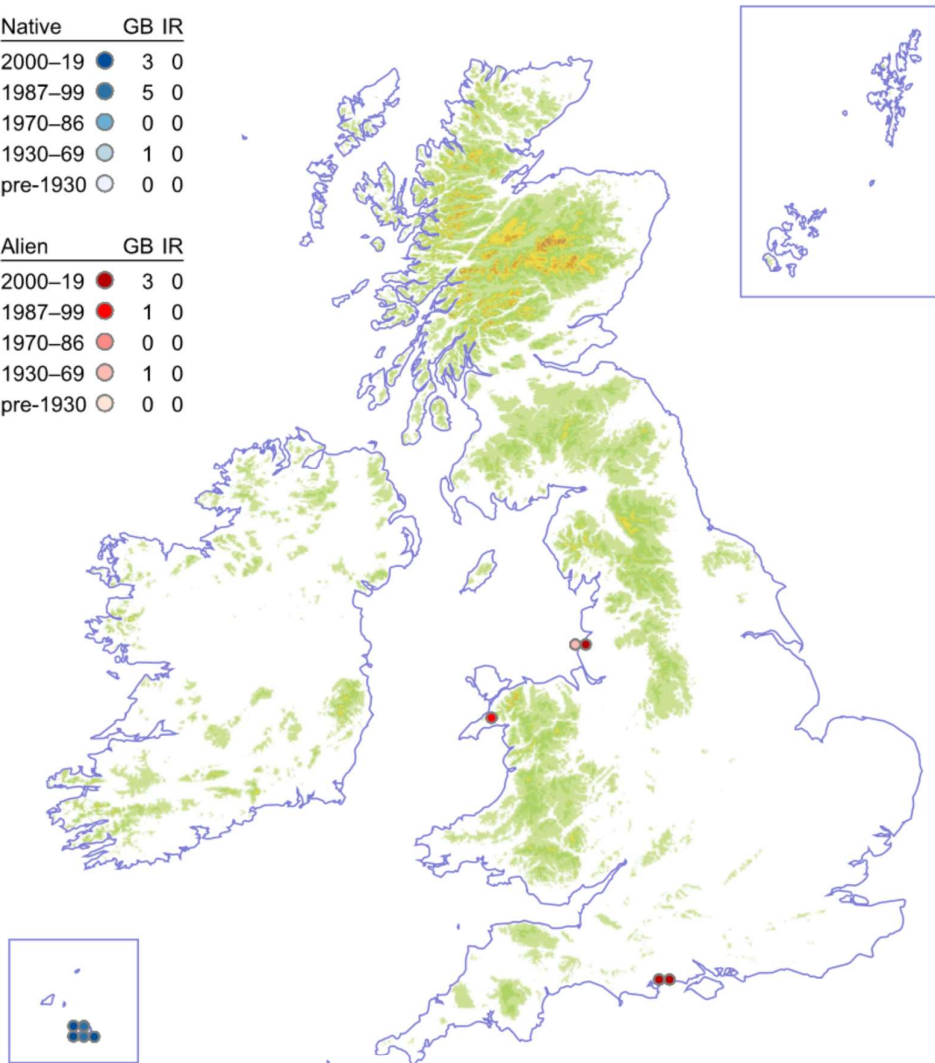 Native GB IR
2000–19 3 0
1987–99 5 0
1970–86 0 0
1930–69 1 0
pre-1930 0 0
Alien GB IR
2000–19 3 0
1987–99 1 0
1970–86 0 0
1930–69 1 0
pre-1930 0 0